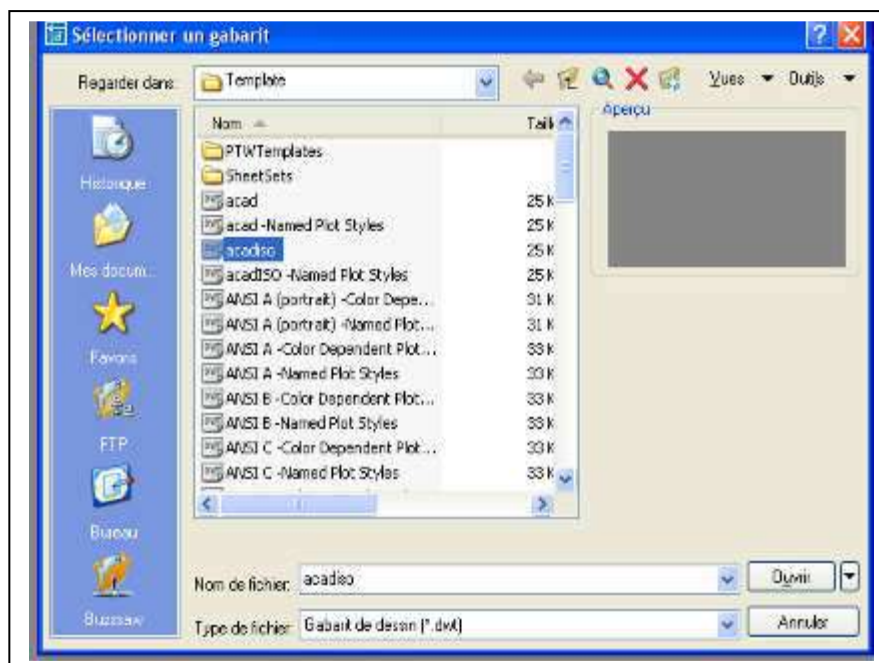 Sélectionner un gabarit
Regarder dans: Template Vues Outils
Nom Taill Aperçu
PTWTemplates
SheetSets
acad 25 K
acad -Named Plot Styles 25 K
acadiso 25 K
acadISO -Named Plot Styles 25 K
ANSI A (portrait) -Color Depe... 31 K
ANSI A (portrait) -Named Plot... 31 K
ANSI A -Color Dependent Plot... 33 K
ANSI A -Named Plot Styles 33 K
ANSI B -Color Dependent Plot... 33 K
ANSI B -Named Plot Styles 33 K
ANSI C -Color Dependent Plot... 33 K
ANSI C -Named Plot Styles 33 K
Historique
Mes docum...
Favoris
FTP
Bureau
Buzzsaw
Nom de fichier: acadiso Ouvrir
Type de fichier: Gabarit de dessin (*.dwt) Annuler